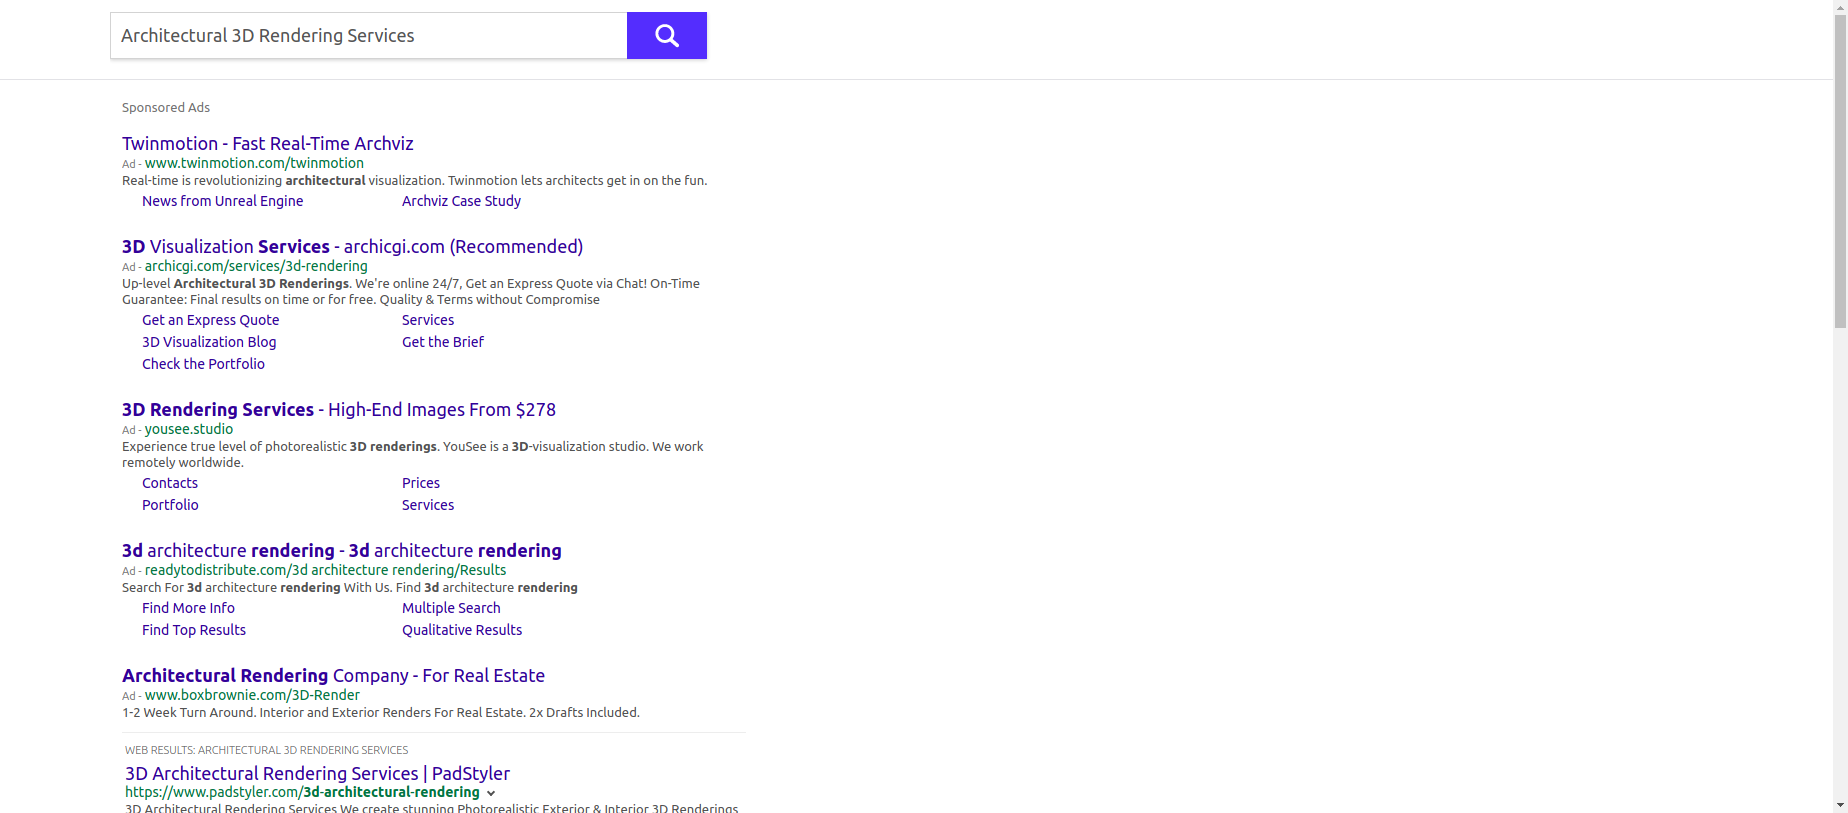 Architectural 3D Rendering Services
Sponsored Ads
Twinmotion - Fast Real-Time Archviz
Ad - www.twinmotion.com/twinmotion
Real-time is revolutionizing architectural visualization. Twinmotion lets architects get in on the fun.
News from Unreal Engine Archviz Case Study
3D Visualization Services - archicgi.com (Recommended)
Ad - archicgi.com/services/3d-rendering
Up-level Architectural 3D Renderings. We're online 24/7, Get an Express Quote via Chat! On-Time
Guarantee: Final results on time or for free. Quality & Terms without Compromise
Get an Express Quote Services
3D Visualization Blog Get the Brief
Check the Portfolio
3D Rendering Services - High-End Images From $278
Ad - yousee.studio
Experience true level of photorealistic 3D renderings. YouSee is a 3D-visualization studio. We work
remotely worldwide.
Contacts Prices
Portfolio Services
3d architecture rendering - 3d architecture rendering
Ad - readytodistribute.com/3d architecture rendering/Results
Search For 3d architecture rendering With Us. Find 3d architecture rendering
Find More Info Multiple Search
Find Top Results Qualitative Results
Architectural Rendering Company - For Real Estate
Ad - www.boxbrownie.com/3D-Render
1-2 Week Turn Around. Interior and Exterior Renders For Real Estate. 2x Drafts Included.
WEB RESULTS: ARCHITECTURAL 3D RENDERING SERVICES
3D Architectural Rendering Services | PadStyler
https://www.padstyler.com/3d-architectural-rendering
3D Architectural Rendering Services We create stunning Photorealistic Exterior & Interior 3D Renderings